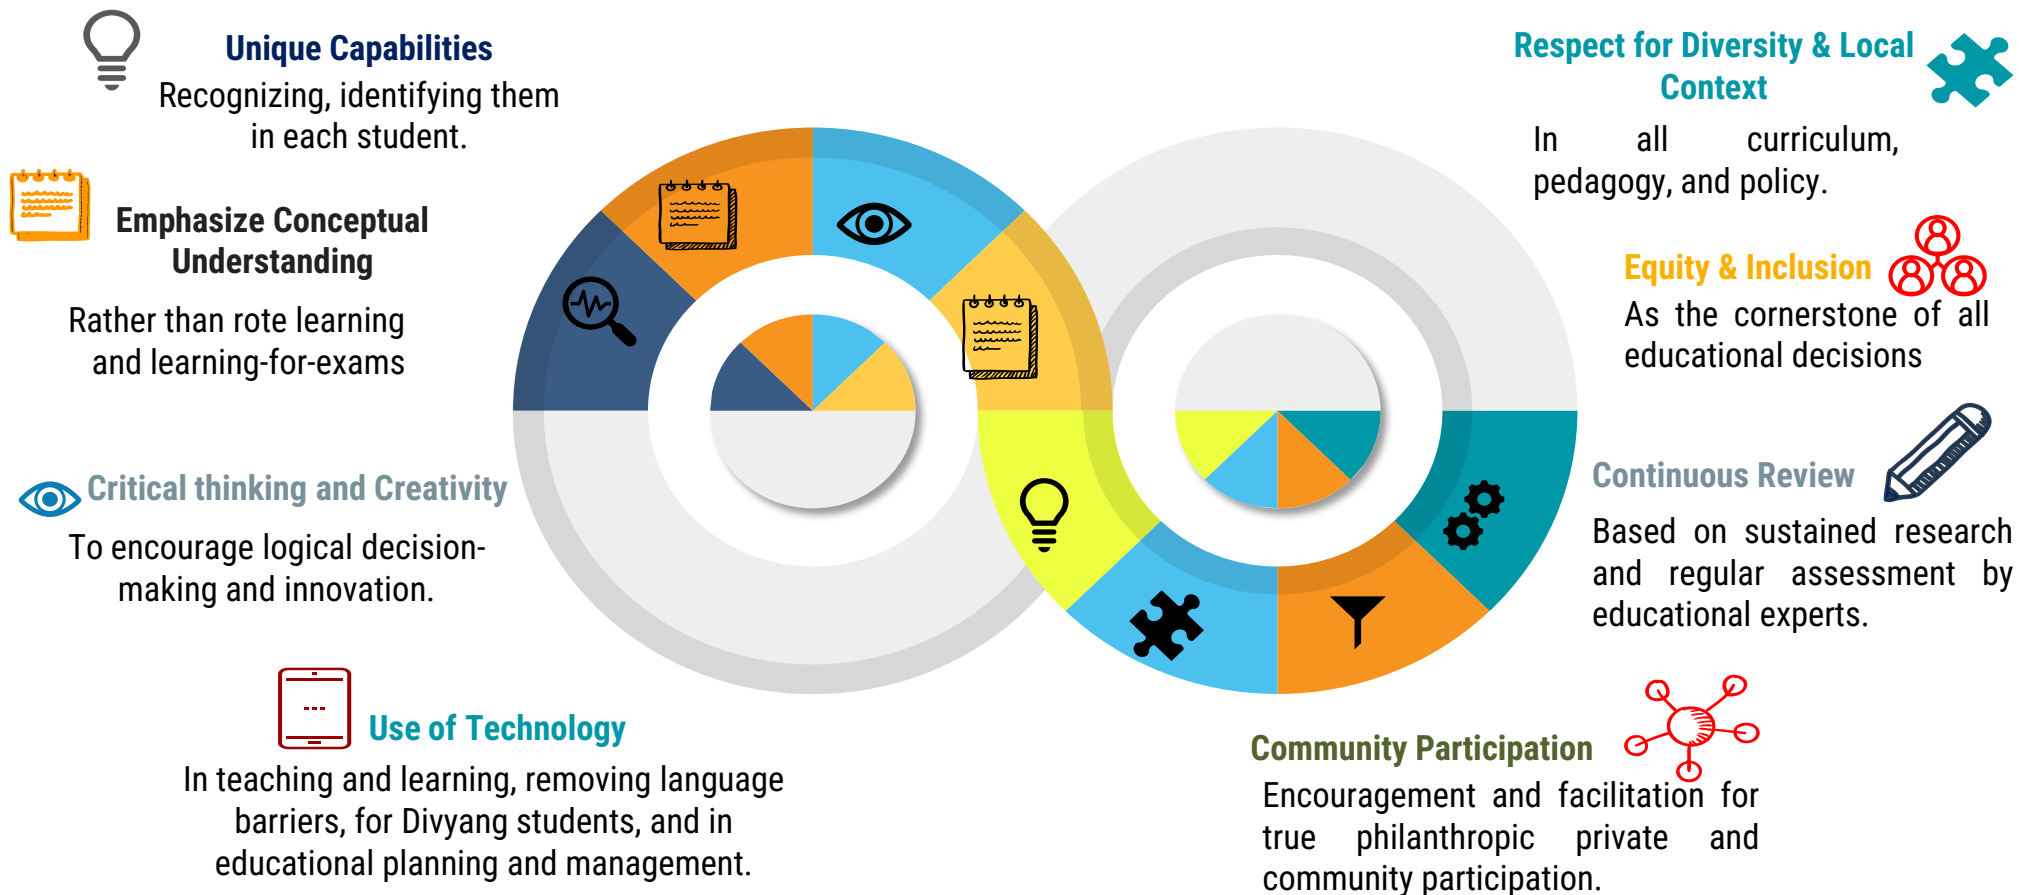 Unique Capabilities
Recognizing, identifying them
in each student.
Emphasize Conceptual
Understanding
Rather than rote learning
and learning-for-exams
Critical thinking and Creativity
To encourage logical decision-
making and innovation.
Use of Technology
In teaching and learning, removing language
barriers, for Divyang students, and in
educational planning and management.
Respect for Diversity & Local
Context
In all curriculum,
pedagogy, and policy.
Equity & Inclusion
As the cornerstone of all
educational decisions
Continuous Review
Based on sustained research
and regular assessment by
educational experts.
Community Participation
Encouragement and facilitation for
true philanthropic private and
community participation.